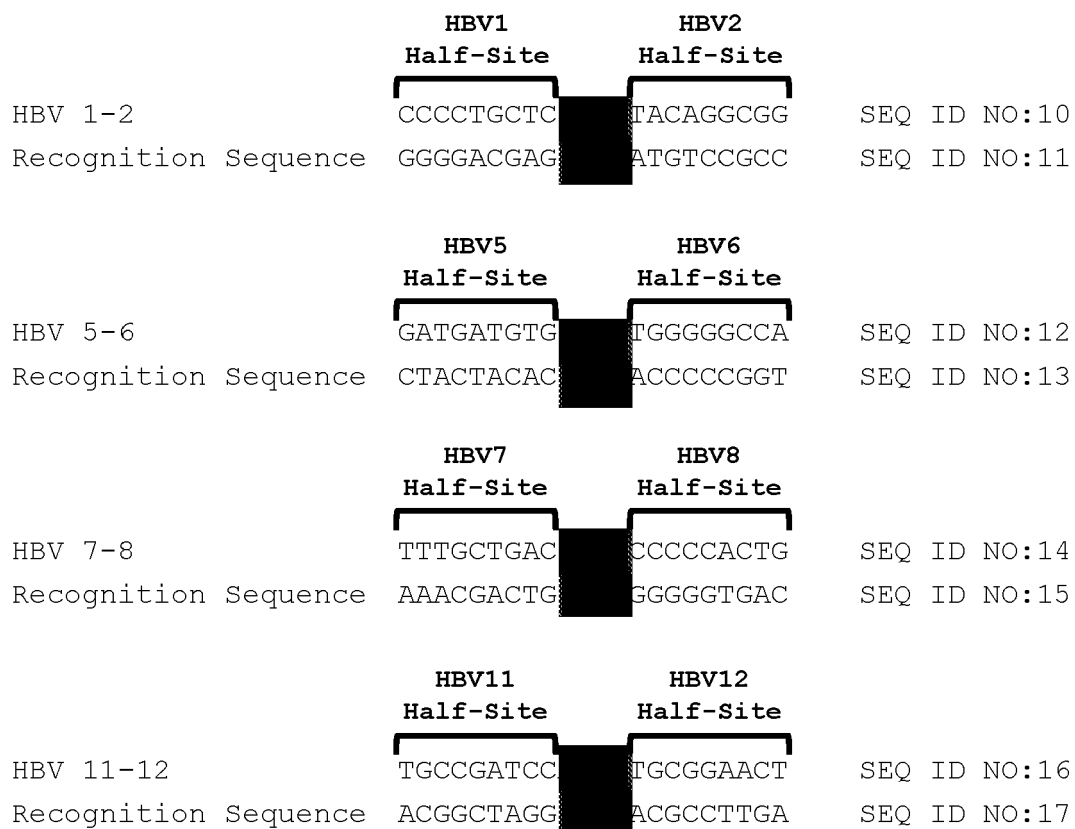 HBV1 HBV2
Half-Site Half-Site
HBV 1-2 CCCCTGCTC TACAGGCGG SEQ ID NO:10
Recognition Sequence GGGGACGAG ATGTCCGCC SEQ ID NO:11
HBV5 HBV6
Half-Site Half-Site
HBV 5-6 GATGATGTG TGGGGGCCA SEQ ID NO:12
Recognition Sequence CTACTACAC ACCCCCGGT SEQ ID NO:13
HBV7 HBV8
Half-Site Half-Site
HBV 7-8 TTTGCTGAC CCCCCACTG SEQ ID NO:14
Recognition Sequence AAACGACTG GGGGGTGAC SEQ ID NO:15
HBV11 HBV12
Half-Site Half-Site
HBV 11-12 TGCCGATCC TGCGGAACT SEQ ID NO:16
Recognition Sequence ACGGCTAGG ACGCCTTGA SEQ ID NO:17